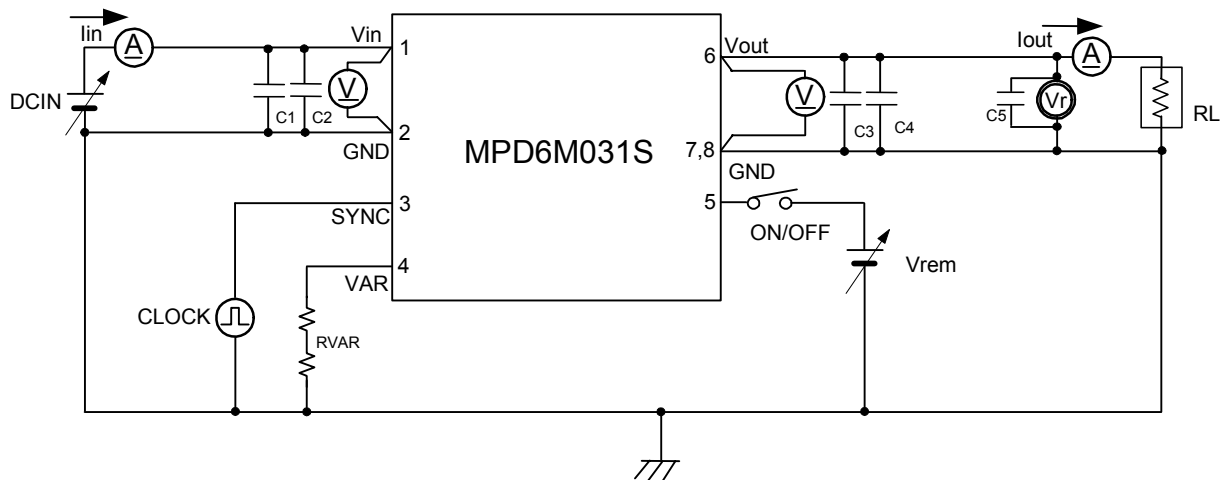 Iin
A
Vin
1
DCIN
C1
C2
V
2
GND
MPD6M031S
6
Vout
V
C3
C4
Iout
A
C5
Vr
RL
7,8
GND
SYNC
3
5
ON/OFF
Vrem
VAR
4
CLOCK
RVAR